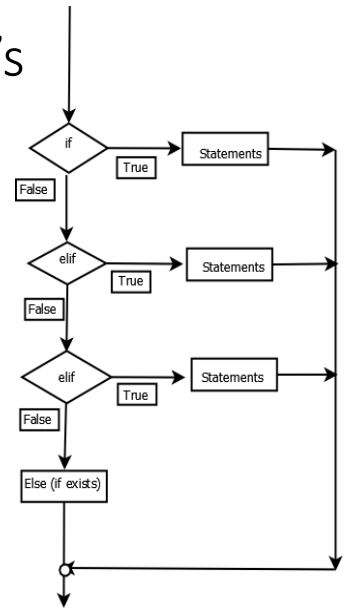 's
if
True
Statements
False
elif
True
Statements
False
elif
True
Statements
False
Else (if exists)